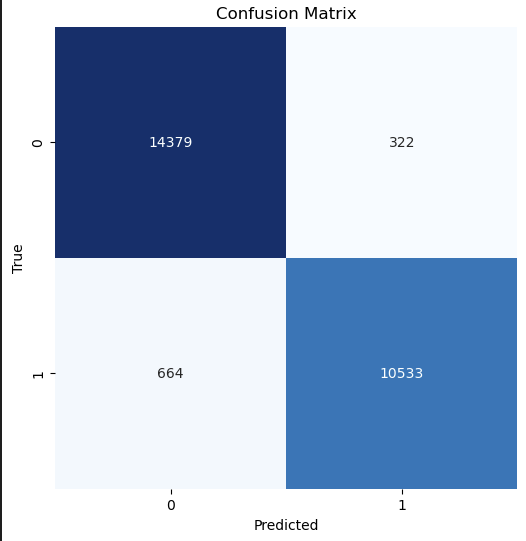 Confusion Matrix
0
14379
322
True
1
664
10533
0
1
Predicted